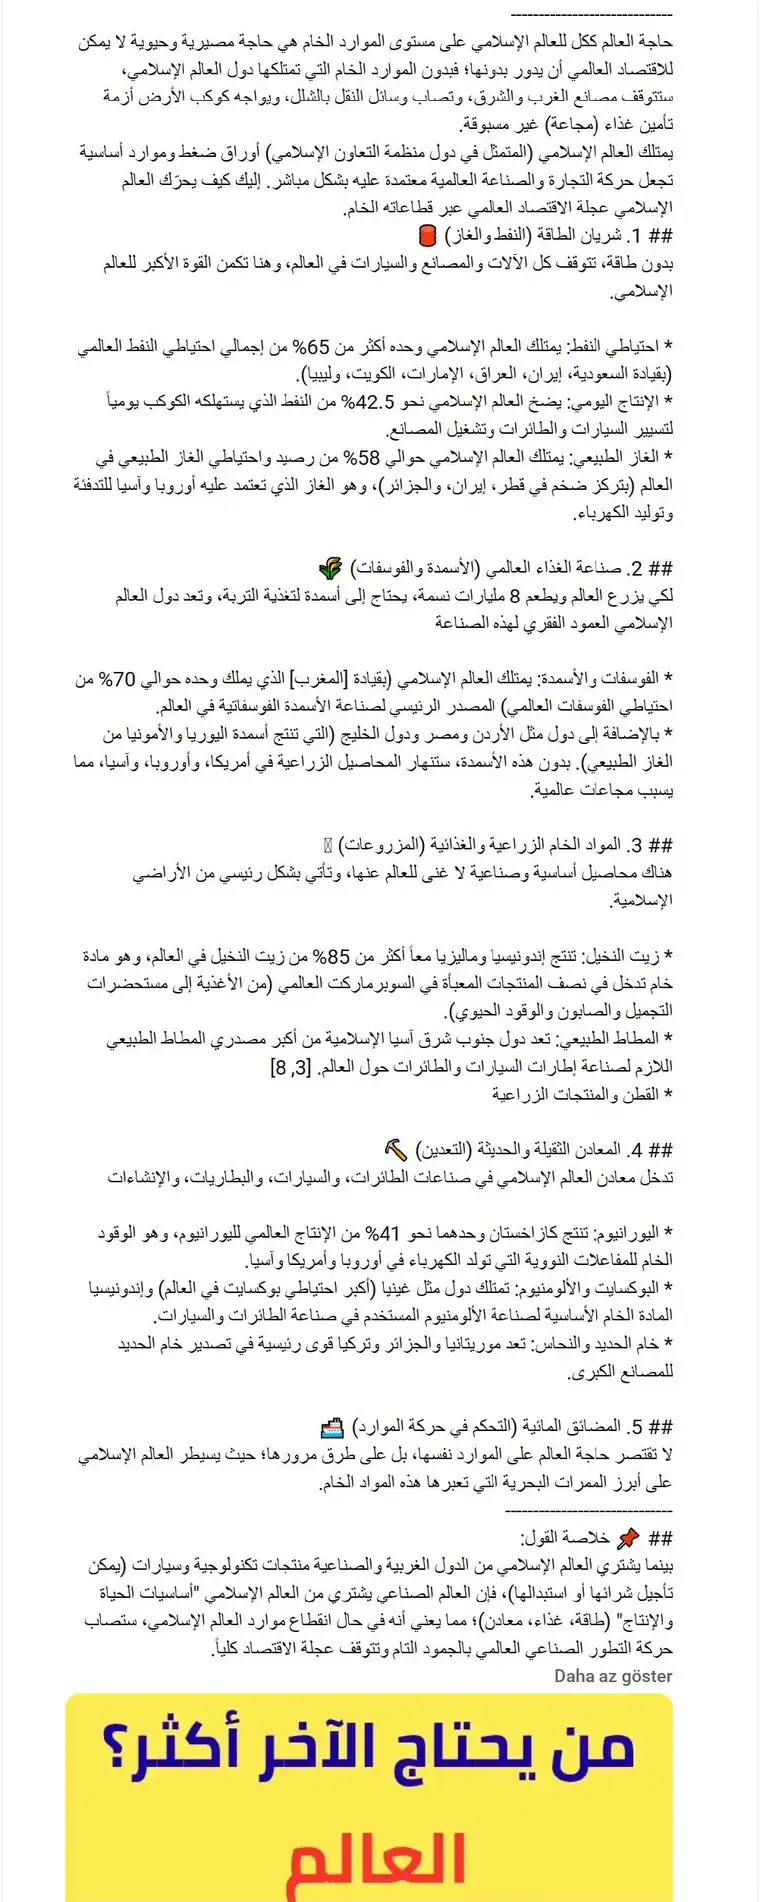 ------------------------------
حاجة العالم ككل للعالم الإسلامي على مستوى الموارد الخام هي حاجة مصيرية وحيوية لا يمكن
للاقتصاد العالمي أن يدور بدونها؛ فبدون الموارد الخام التي تمتلكها دول العالم الإسلامي،
ستتوقف مصانع الغرب والشرق، وتصاب وسائل النقل بالشلل، ويواجه كوكب الأرض أزمة
تأمين غذاء (مجاعة) غير مسبوقة.
يمتلك العالم الإسلامي (المتمثل في دول منظمة التعاون الإسلامي) أوراق ضغط وموارد أساسية
تجعل حركة التجارة والصناعة العالمية معتمدة عليه بشكل مباشر. إليك كيف يحرّك العالم
الإسلامي عجلة الاقتصاد العالمي عبر قطاعاته الخام.
## 1. شريان الطاقة (النفط والغاز) 🛢️
بدون طاقة، تتوقف كل الآلات والمصانع والسيارات في العالم، وهنا تكمن القوة الأكبر للعالم
الإسلامي.
* احتياطي النفط: يمتلك العالم الإسلامي وحده أكثر من 65% من إجمالي احتياطي النفط العالمي
(بقيادة السعودية، إيران، العراق، الإمارات، الكويت، وليبيا).
* الإنتاج اليومي: يضخ العالم الإسلامي نحو 42.5% من النفط الذي يستهلكه الكوكب يومياً
لتسيير السيارات والطائرات وتشغيل المصانع.
* الغاز الطبيعي: يمتلك العالم الإسلامي حوالي 58% من رصيد واحتياطي الغاز الطبيعي في
العالم (بتركز ضخم في قطر، إيران، والجزائر)، وهو الغاز الذي تعتمد عليه أوروبا وآسيا للتدفئة
وتوليد الكهرباء.
## 2. صناعة الغذاء العالمي (الأسمدة والفوسفات) 🌾
لكي يزرع العالم ويطعم 8 مليارات نسمة، يحتاج إلى أسمدة لتغذية التربة، وتعد دول العالم
الإسلامي العمود الفقري لهذه الصناعة
* الفوسفات والأسمدة: يمتلك العالم الإسلامي (بقيادة [المغرب] الذي يملك وحده حوالي 70% من
احتياطي الفوسفات العالمي) المصدر الرئيسي لصناعة الأسمدة الفوسفاتية في العالم.
* بالإضافة إلى دول مثل الأردن ومصر ودول الخليج (التي تنتج أسمدة اليوريا والأمونيا من
الغاز الطبيعي). بدون هذه الأسمدة، ستنهار المحاصيل الزراعية في أمريكا، وأوروبا، وآسيا، مما
يسبب مجاعات عالمية.
## 3. المواد الخام الزراعية والغذائية (المزروعات)
هناك محاصيل أساسية وصناعية لا غنى للعالم عنها، وتأتي بشكل رئيسي من الأراضي
الإسلامية.
* زيت النخيل: تنتج إندونيسيا وماليزيا معاً أكثر من 85% من زيت النخيل في العالم، وهو مادة
خام تدخل في نصف المنتجات المعبأة في السوبرماركت العالمي (من الأغذية إلى مستحضرات
التجميل والصابون والوقود الحيوي).
* المطاط الطبيعي: تعد دول جنوب شرق آسيا الإسلامية من أكبر مصدري المطاط الطبيعي
اللازم لصناعة إطارات السيارات والطائرات حول العالم. [3, 8]
* القطن والمنتجات الزراعية
## 4. المعادن الثقيلة والحديثة (التعدين) 🔨
تدخل معادن العالم الإسلامي في صناعات الطائرات، والسيارات، والبطاريات، والإنشاءات
* اليورانيوم: تنتج كازاخستان وحدهما نحو 41% من الإنتاج العالمي لليورانيوم، وهو الوقود
الخام للمفاعلات النووية التي تولد الكهرباء في أوروبا وأمريكا وآسيا.
* البوكسايت والألومنيوم: تمتلك دول مثل غينيا (أكبر احتياطي بوكسايت في العالم) وإندونيسيا
المادة الخام الأساسية لصناعة الألومنيوم المستخدم في صناعة الطائرات والسيارات.
* خام الحديد والنحاس: تعد موريتانيا والجزائر وتركيا قوى رئيسية في تصدير خام الحديد
للمصانع الكبرى.
## 5. المضائق المائية (التحكم في حركة الموارد) 🚢
لا تقتصر حاجة العالم على الموارد نفسها، بل على طرق مرورها؛ حيث يسيطر العالم الإسلامي
على أبرز الممرات البحرية التي تعبرها هذه المواد الخام.
------------------------------
## 📌 خلاصة القول:
بينما يشتري العالم الإسلامي من الدول الغربية والصناعية منتجات تكنولوجية وسيارات (يمكن
تأجيل شرائها أو استبدالها)، فإن العالم الصناعي يشتري من العالم الإسلامي "أساسيات الحياة
والإنتاج" (طاقة، غذاء، معادن)؛ مما يعني أنه في حال انقطاع موارد العالم الإسلامي، ستصاب
حركة التطور الصناعي العالمي بالجمود التام وتتوقف عجلة الاقتصاد كلياً.
Daha az göster
من يحتاج الآخر أكثر؟
العالم